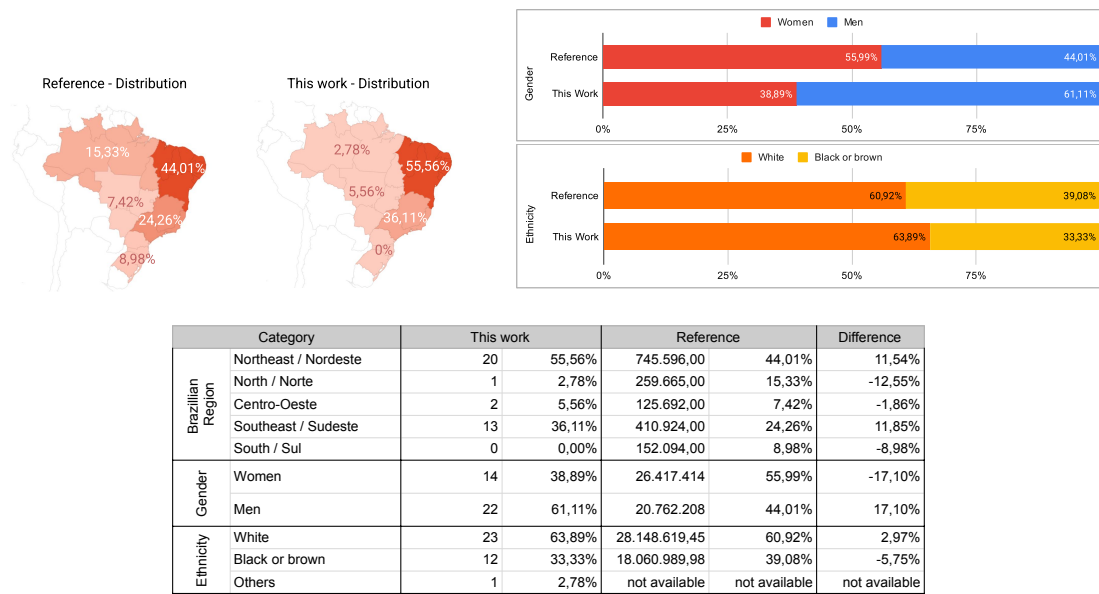 Reference - Distribution
15,33%
44,01%
7,42%
24,26%
8,98%
This work - Distribution
2,78%
55,56%
5,56%
36,11%
0%
Women Men
Gender
Reference 55,99% 44,01%
This Work 38,89% 61,11%
0% 25% 50% 75%
White Black or brown
Ethnicity
Reference 60,92% 39,08%
This Work 63,89% 33,33%
0% 25% 50% 75%
Category This work Reference Difference
Brazillian
Region
Northeast / Nordeste 20 55,56% 745.596,00 44,01% 11,54%
North / Norte 1 2,78% 259.665,00 15,33% -12,55%
Centro-Oeste 2 5,56% 125.692,00 7,42% -1,86%
Southeast / Sudeste 13 36,11% 410.924,00 24,26% 11,85%
South / Sul 0 0,00% 152.094,00 8,98% -8,98%
Gender
Women 14 38,89% 26.417.414 55,99% -17,10%
Men 22 61,11% 20.762.208 44,01% 17,10%
Ethnicity
White 23 63,89% 28.148.619,45 60,92% 2,97%
Black or brown 12 33,33% 18.060.989,98 39,08% -5,75%
Others 1 2,78% not available not available not available